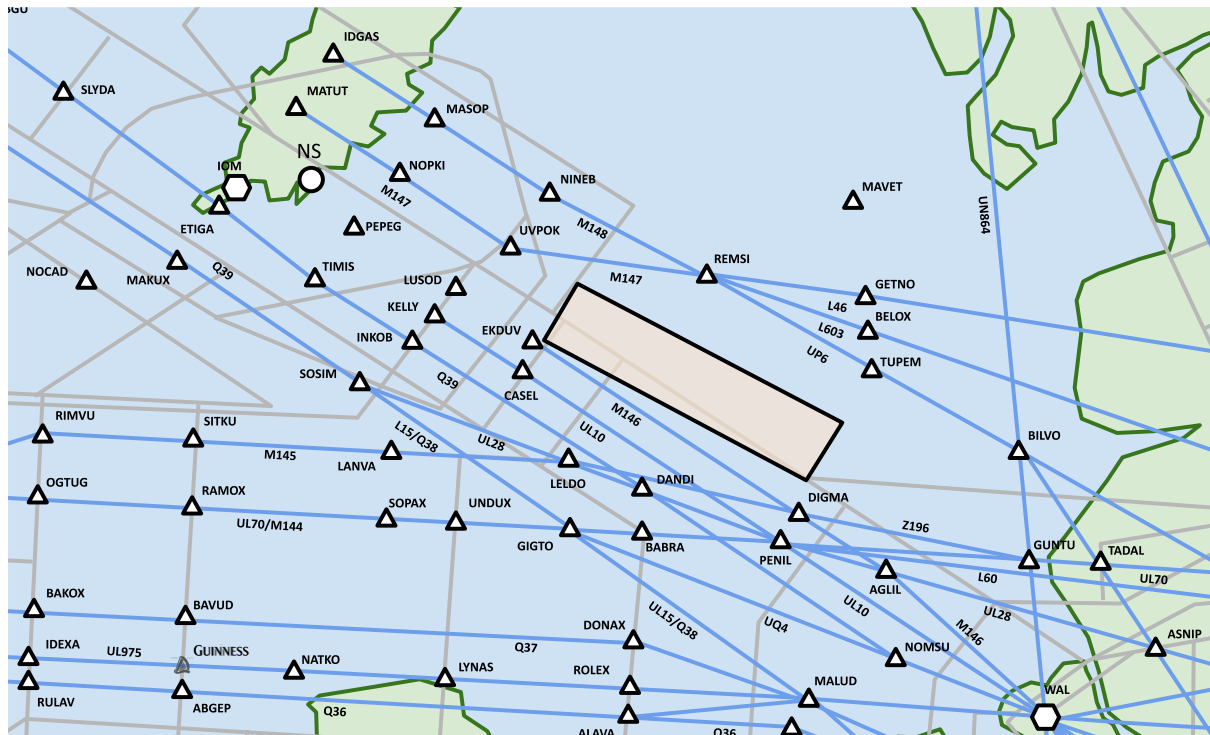 IDGAS
SLYDA
MATUT
MASOP
NS
IOM
NOPKI
NINEB
MAVET
M147
UN864
ETIGA
PEPEG
M148
UVPOK
NOCAD
MAKUX
Q39
TIMIS
LUSOD
M147
REMSI
GETNO
KELLY
L46
BELOX
INKOB
EKDUV
L603
SOSIM
Q39
UP6
TUPEM
CASEL
RIMVU
SITKU
M146
M145
L15/Q38
UL28
UL10
BILVO
LANVA
LELDO
DANDI
OGTUG
RAMOX
SOPAX
UNDUX
DIGMA
UL70/M144
Z196
GIGTO
BABRA
PENIL
GUNTU
TADAL
L60
UL70
AGLIL
BAKOX
BAVUD
UL15/Q38
UL10
UL28
DONAX
UQ4
M146
ASNIP
IDEXA
UL975
GUINNESS
NATKO
Q37
NOMSU
LYNAS
ROLEX
MALUD
WAL
RULAV
ABGEP
Q36
ALAVA
Q36